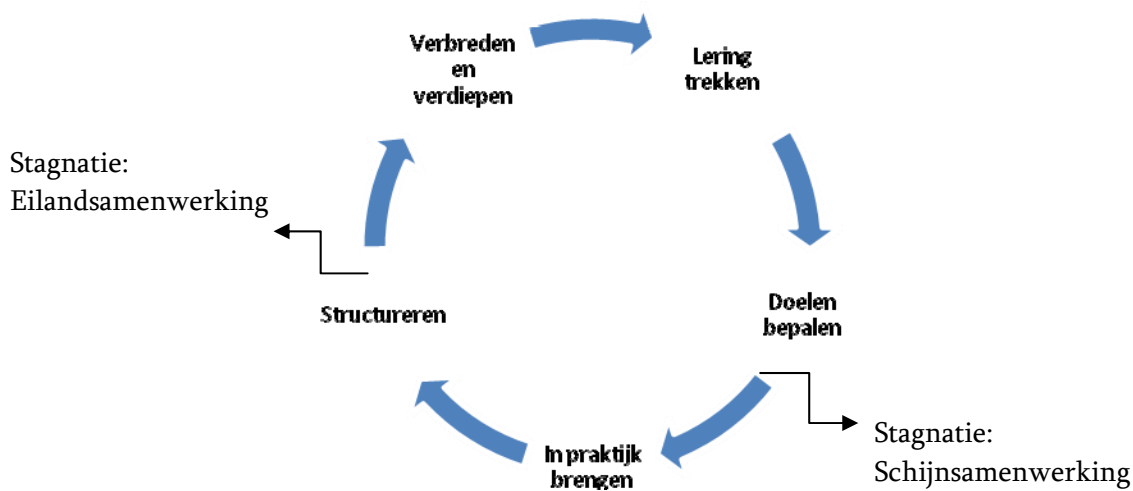 Verbreden
en
verdiepen
Lering
trekken
Stagnatie:
Eilandsamenwerking
Structureren
Doelen
bepalen
In praktijk
brengen
Stagnatie:
Schijnsamenwerking